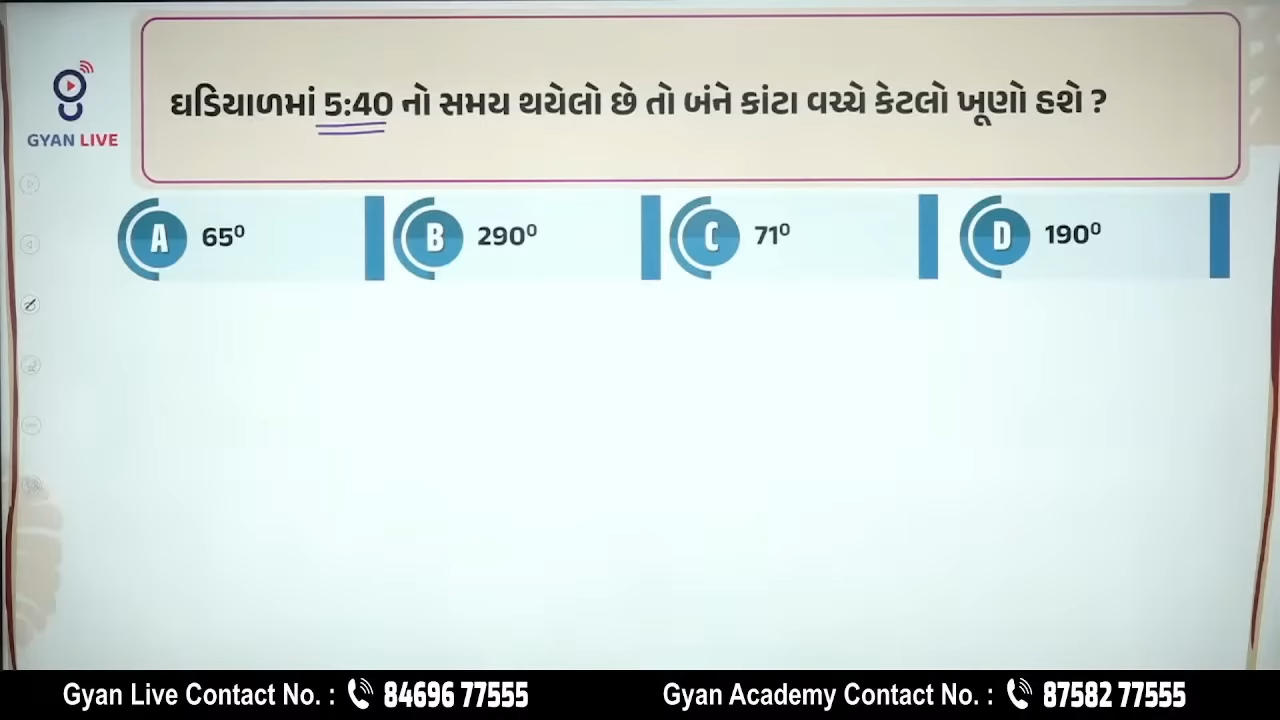 ઘડિયાળમાં 5:40 નો સમય થયેલો છે તો બંને કાંટા વચ્ચે કેટલો ખૂણો હશે ?
GYAN LIVE
A 65⁰
B 290⁰
C 71⁰
D 190⁰
Gyan Live Contact No. : 84696 77555
Gyan Academy Contact No. : 87582 77555